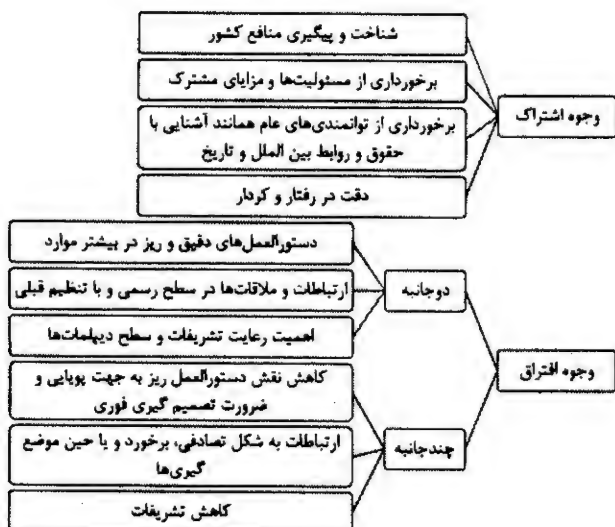 شناخت و پیگیری منافع کشور
برخورداری از مسئولیت‌ها و مزایای مشترک
برخورداری از توانمندی‌های عام همانند آشنایی با
حقوق و روابط بین الملل و تاریخ
دقت در رفتار و کردار
وجوه اشتراک
دستورالعمل‌های دقیق و ریز در بیشتر موارد
ارتباطات و ملاقات‌ها در سطح رسمی و با تنظیم قبلی
اهمیت رعایت تشریفات و سطح دیپلمات‌ها
دوجانبه
کاهش نقش دستورالعمل ریز به جهت پویایی و
ضرورت تصمیم گیری فوری
ارتباطات به شکل تصادفی، برخورد و یا حین موضع
گیری‌ها
کاهش تشریفات
چندجانبه
وجوه افتراق